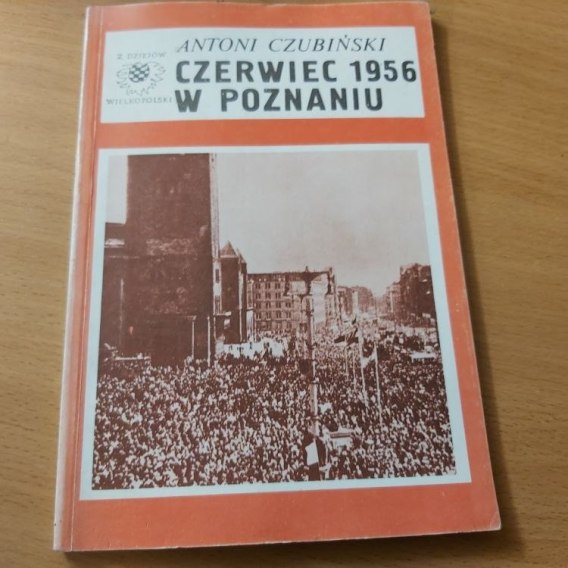 ANTONI CZUBIŃSKI
Z DZIEJÓW
WIELKOPOLSKI
CZERWIEC 1956
W POZNANIU